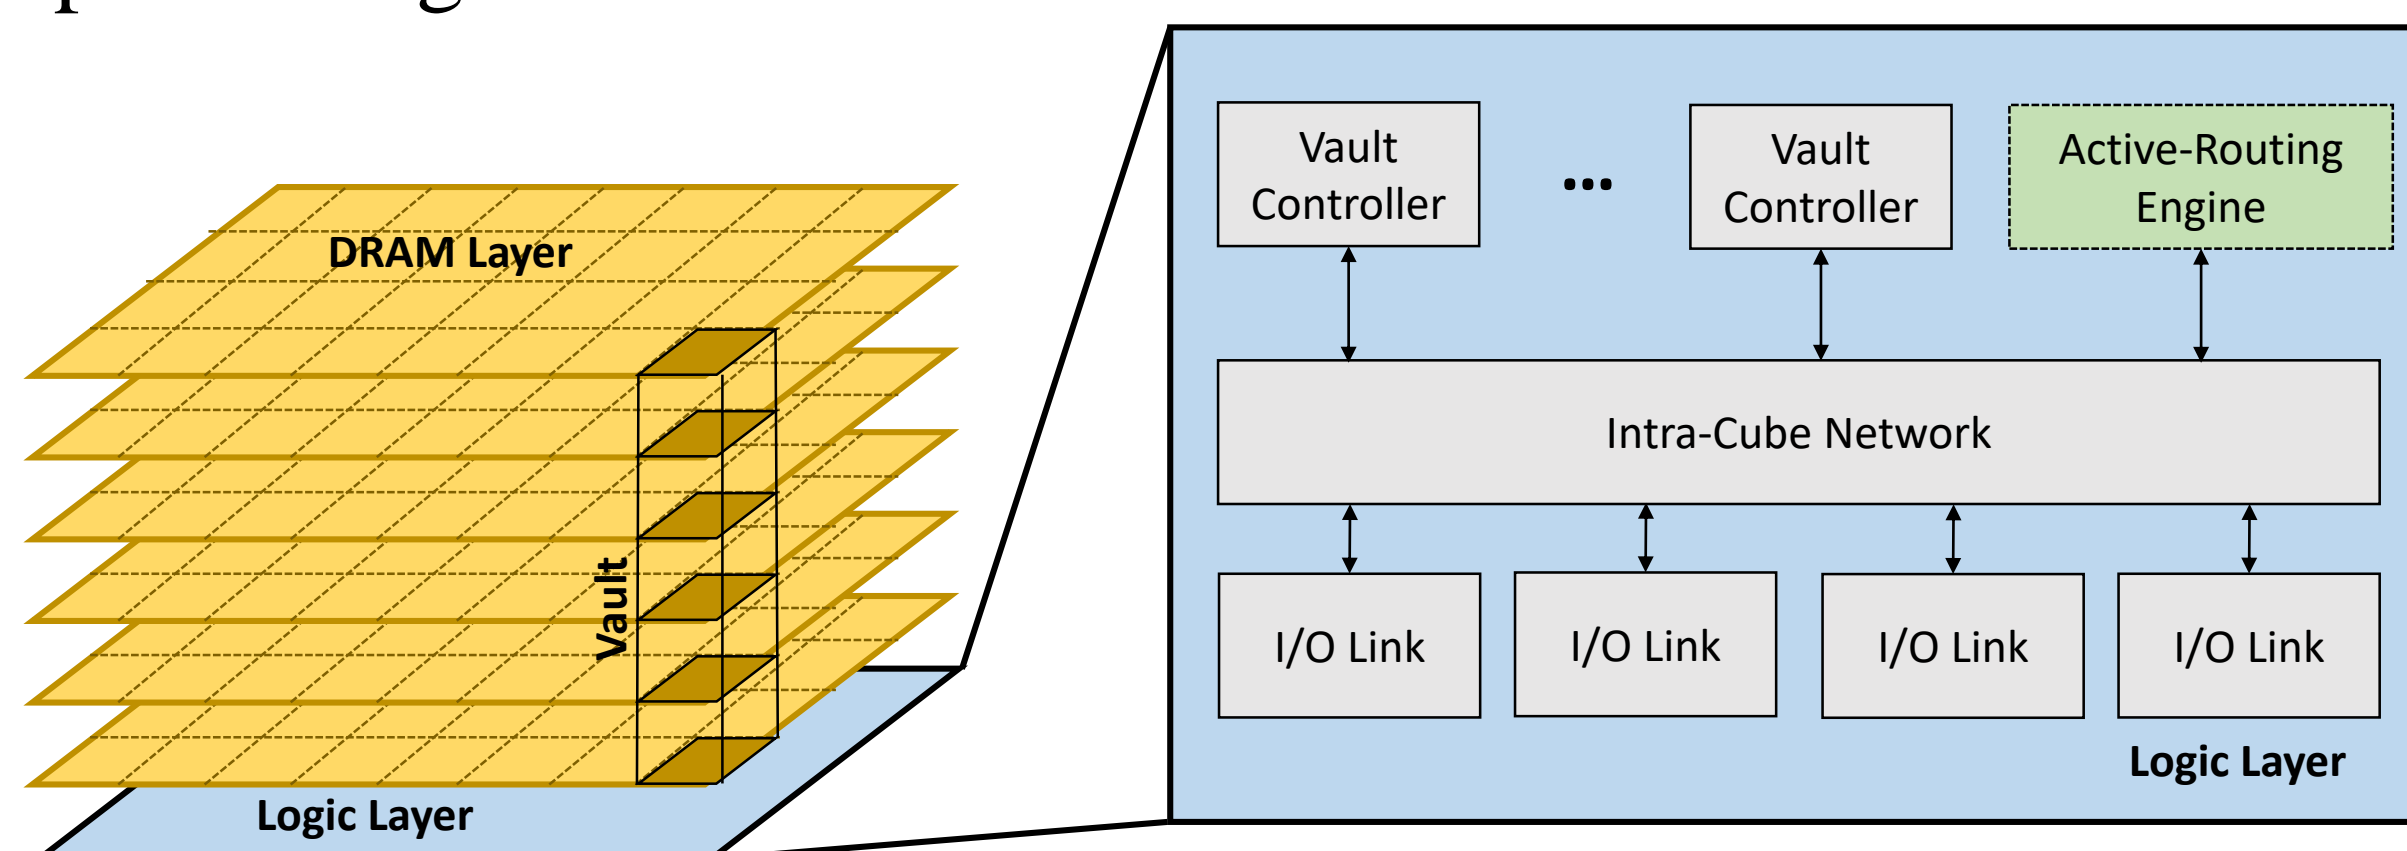 DRAM Layer
Vault
Logic Layer
Vault
Controller
...
Vault
Controller
Active-Routing
Engine
Intra-Cube Network
I/O Link
I/O Link
I/O Link
I/O Link
Logic Layer